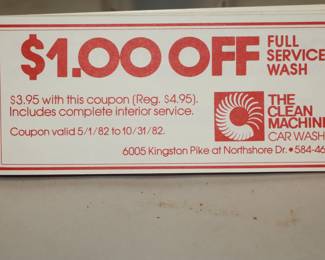 $1.00 OFF
FULL
SERVICE
WASH
$3.95 with this coupon (Reg. $4.95).
Includes complete interior service.
Coupon valid 5/1/82 to 10/31/82.
THE
CLEAN
MACHINE
CAR WASH
6005 Kingston Pike at Northshore Dr. • 584-46